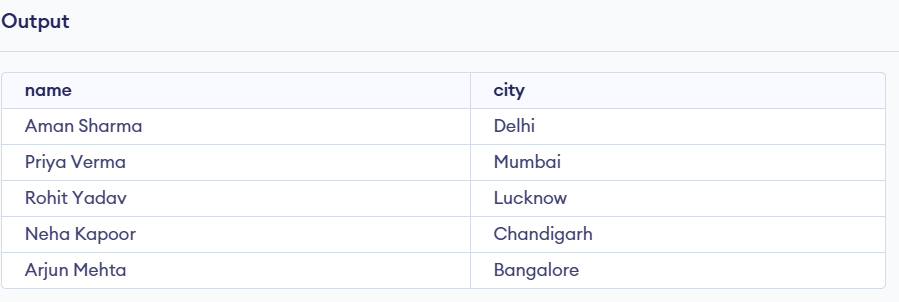 Output
name city
Aman Sharma Delhi
Priya Verma Mumbai
Rohit Yadav Lucknow
Neha Kapoor Chandigarh
Arjun Mehta Bangalore